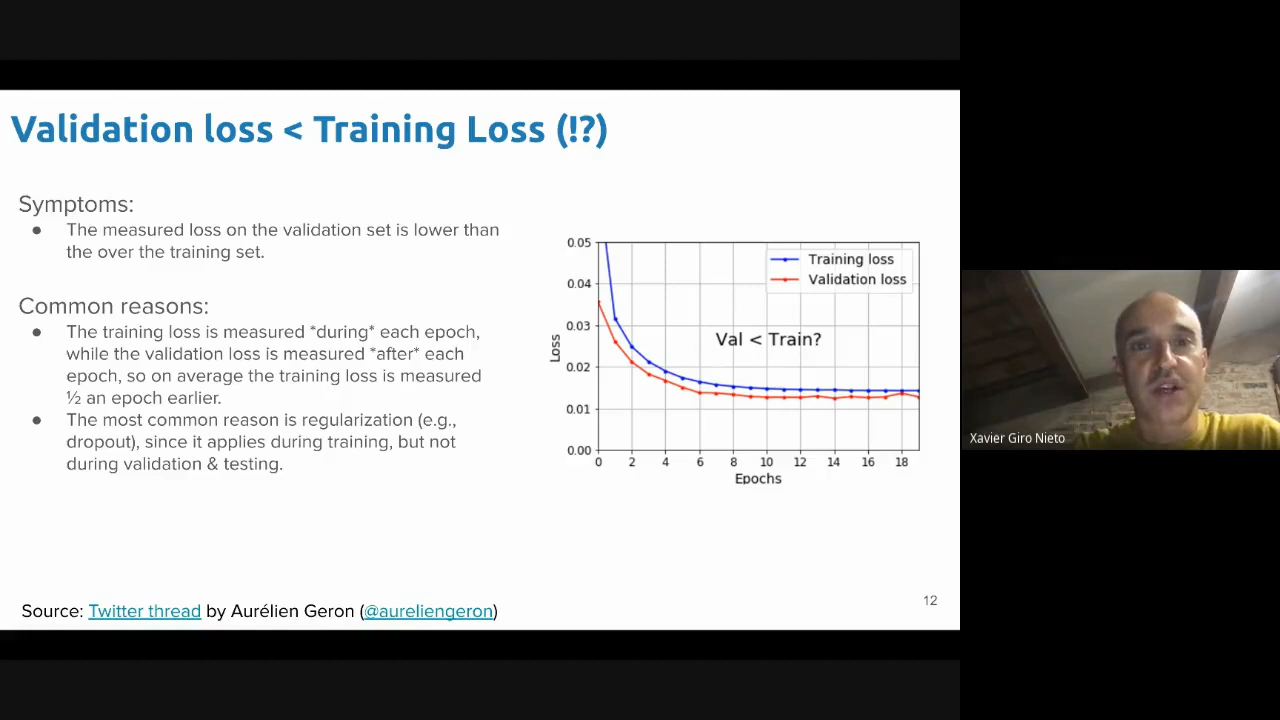 Validation loss < Training Loss (!?)
Symptoms:
● The measured loss on the validation set is lower than
the over the training set.
Common reasons:
● The training loss is measured *during* each epoch,
while the validation loss is measured *after* each
epoch, so on average the training loss is measured
½ an epoch earlier.
● The most common reason is regularization (e.g.,
dropout), since it applies during training, but not
during validation & testing.
0.05
0.04
0.03
0.02
0.01
0.00
Loss
Training loss
Validation loss
Val < Train?
0 2 4 6 8 10 12 14 16 18
Epochs
Source: Twitter thread by Aurélien Geron (@aureliengeron)
12
Xavier Giro Nieto